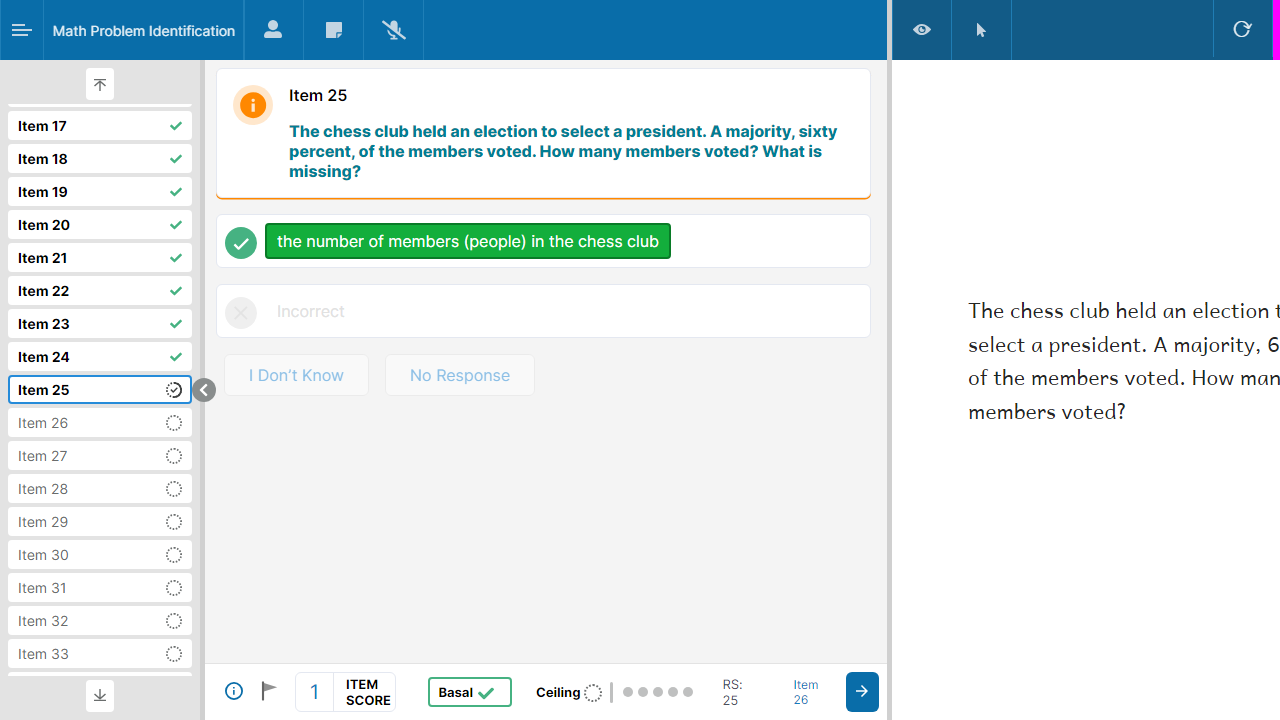 Math Problem Identification
Item 17
Item 18
Item 19
Item 20
Item 21
Item 22
Item 23
Item 24
Item 25
Item 26
Item 27
Item 28
Item 29
Item 30
Item 31
Item 32
Item 33
Item 25
The chess club held an election to select a president. A majority, sixty
percent, of the members voted. How many members voted? What is
missing?
the number of members (people) in the chess club
Incorrect
I Don't Know
No Response
1
ITEM
SCORE
Basal
Ceiling
RS:
25
Item
26
The chess club held an election t
select a president. A majority, 6
of the members voted. How man
members voted?